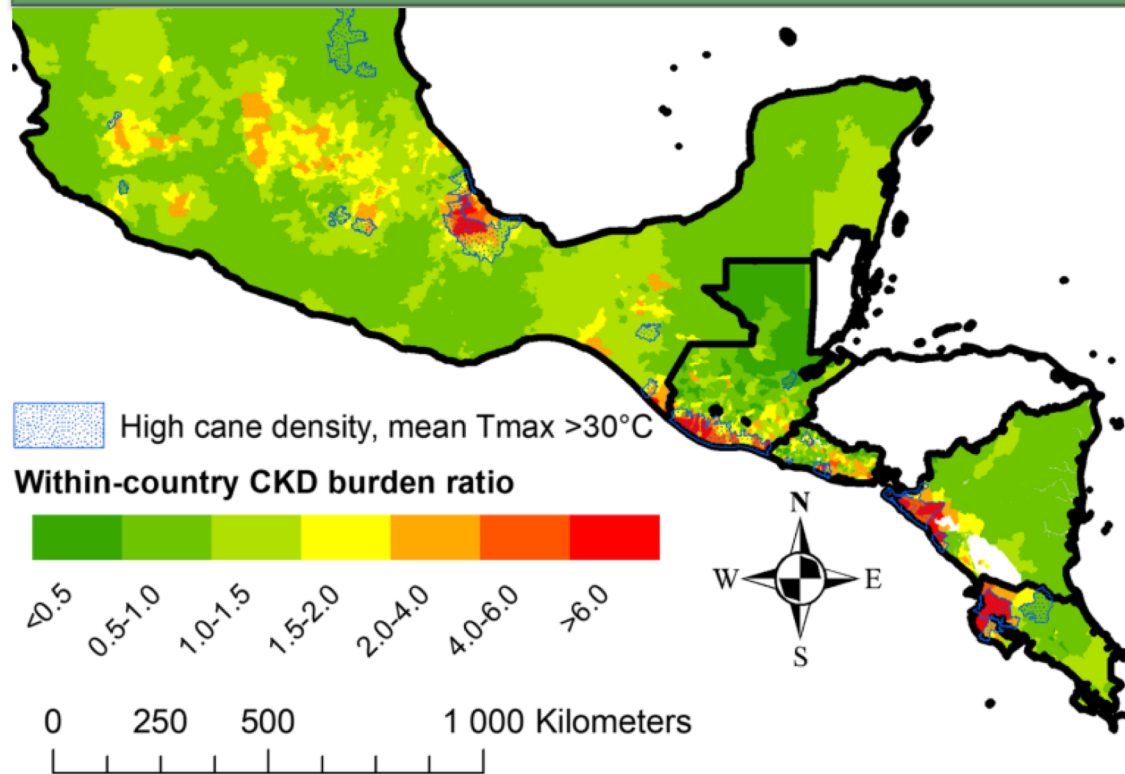 High cane density, mean Tmax >30°C
Within-country CKD burden ratio
<0.5
0.5-1.0
1.0-1.5
1.5-2.0
2.0-4.0
4.0-6.0
>6.0
N
W
E
S
0 250 500 1 000 Kilometers